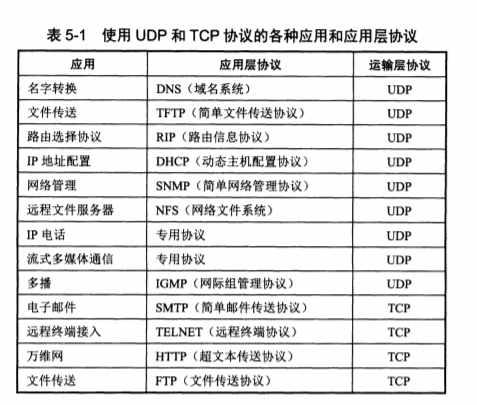 表 5-1 使用 UDP 和 TCP 协议的各种应用和应用层协议
应用 应用层协议 运输层协议
名字转换 DNS（域名系统） UDP
文件传送 TFTP（简单文件传送协议） UDP
路由选择协议 RIP（路由信息协议） UDP
IP 地址配置 DHCP（动态主机配置协议） UDP
网络管理 SNMP（简单网络管理协议） UDP
远程文件服务器 NFS（网络文件系统） UDP
IP 电话 专用协议 UDP
流式多媒体通信 专用协议 UDP
多播 IGMP（网际组管理协议） UDP
电子邮件 SMTP（简单邮件传送协议） TCP
远程终端接入 TELNET（远程终端协议） TCP
万维网 HTTP（超文本传送协议） TCP
文件传送 FTP（文件传送协议） TCP